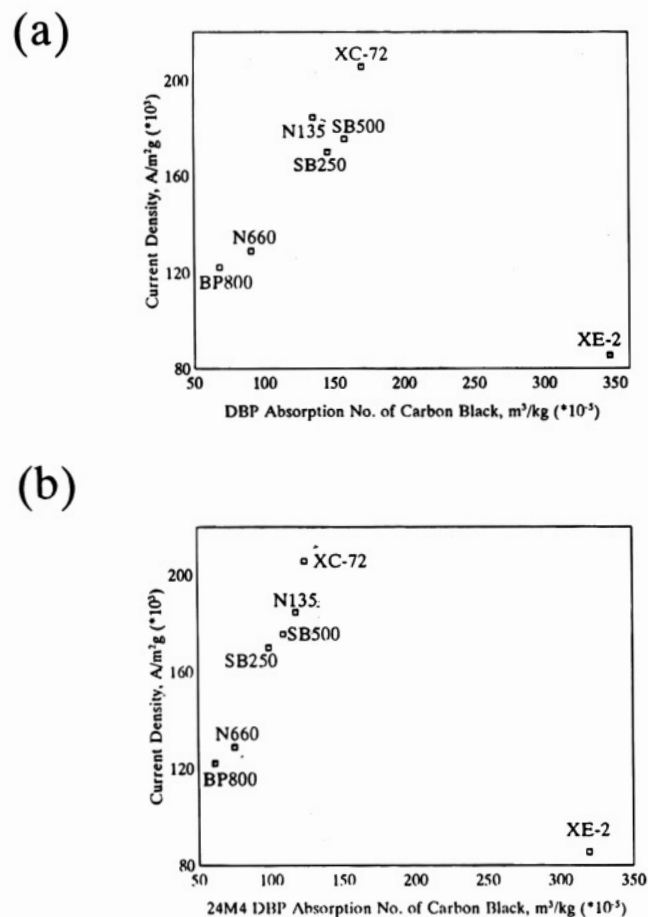 (a)
XC-72
200
N135 SB500
SB250
160
N660
120
BP800
XE-2
80
50 100 150 200 250 300 350
Current Density, A/m²g (*10³)
DBP Absorption No. of Carbon Black, m³/kg (*10⁻⁵)
(b)
200
XC-72
N135
SB500
160
SB250
N660
120
BP800
XE-2
80
50 100 150 200 250 300 350
Current Density, A/m²g (*10³)
24M4 DBP Absorption No. of Carbon Black, m³/kg (*10⁻⁵)